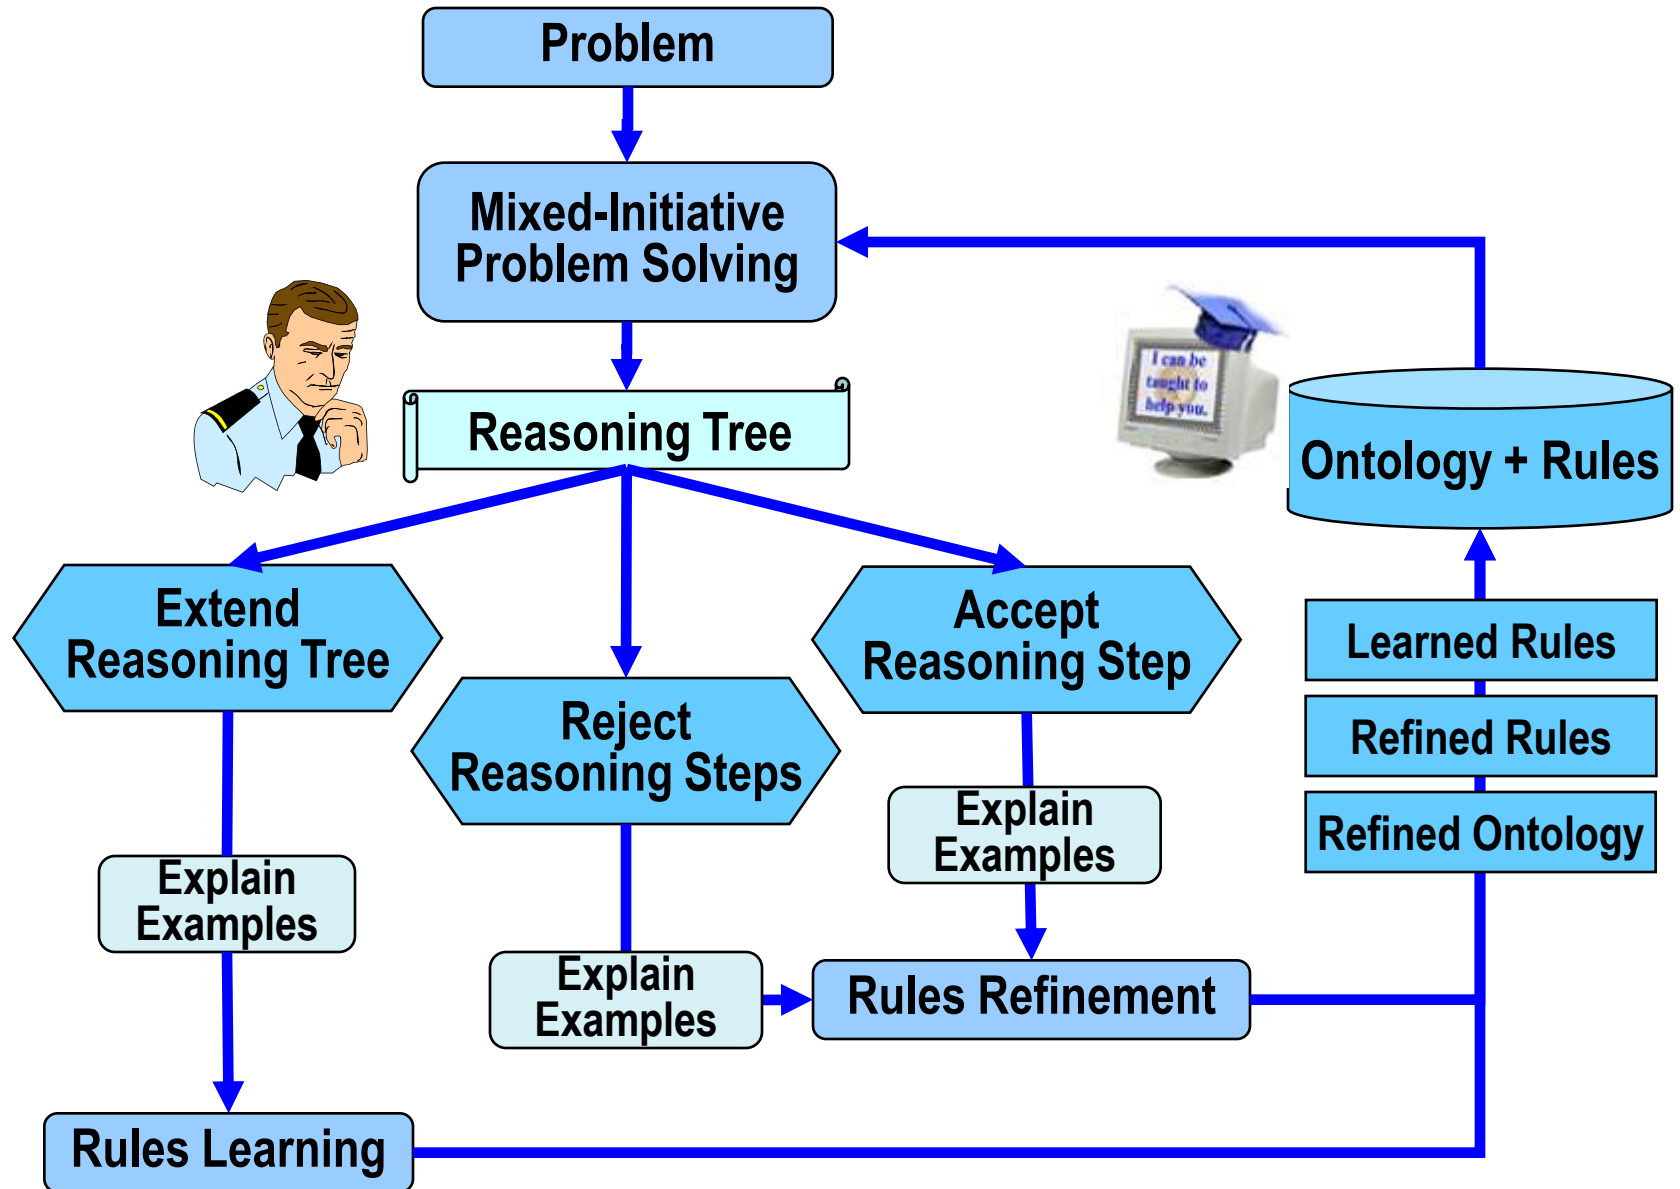 Problem
Mixed-Initiative
Problem Solving
I can be
taught to
help you.
Reasoning Tree
Ontology + Rules
Extend
Reasoning Tree
Accept
Reasoning Step
Reject
Reasoning Steps
Learned Rules
Refined Rules
Refined Ontology
Explain
Examples
Explain
Examples
Explain
Examples
Rules Refinement
Rules Learning